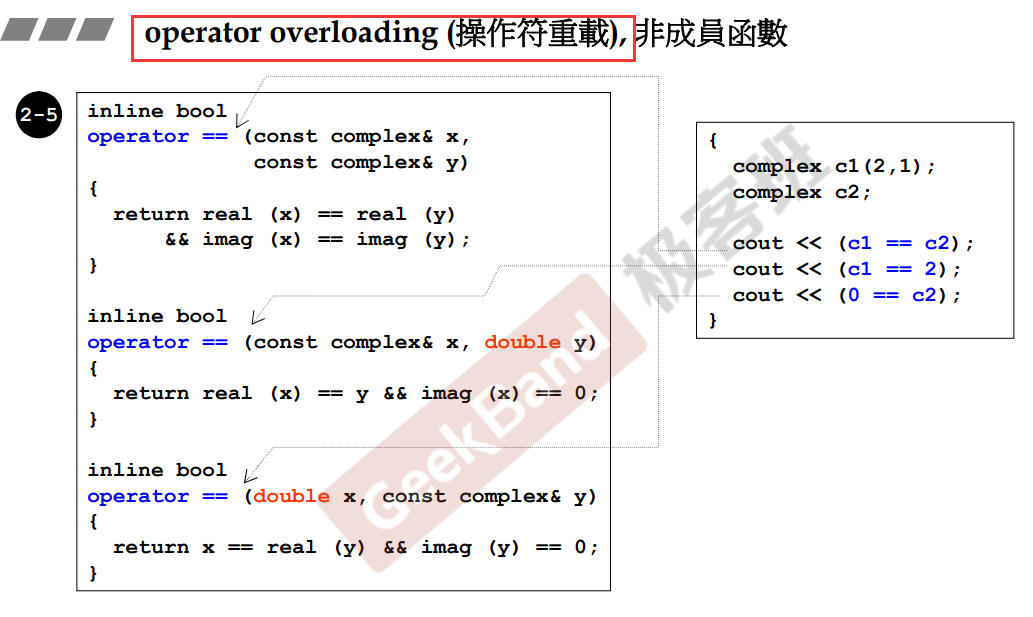 operator overloading (操作符重載), 非成員函數
2-5
inline bool
operator == (const complex& x,
const complex& y)
{
return real (x) == real (y)
&& imag (x) == imag (y);
}
inline bool
operator == (const complex& x, double y)
{
return real (x) == y && imag (x) == 0;
}
inline bool
operator == (double x, const complex& y)
{
return x == real (y) && imag (y) == 0;
}
{
complex c1(2,1);
complex c2;
cout << (c1 == c2);
cout << (c1 == 2);
cout << (0 == c2);
}
GeekBand 极客班